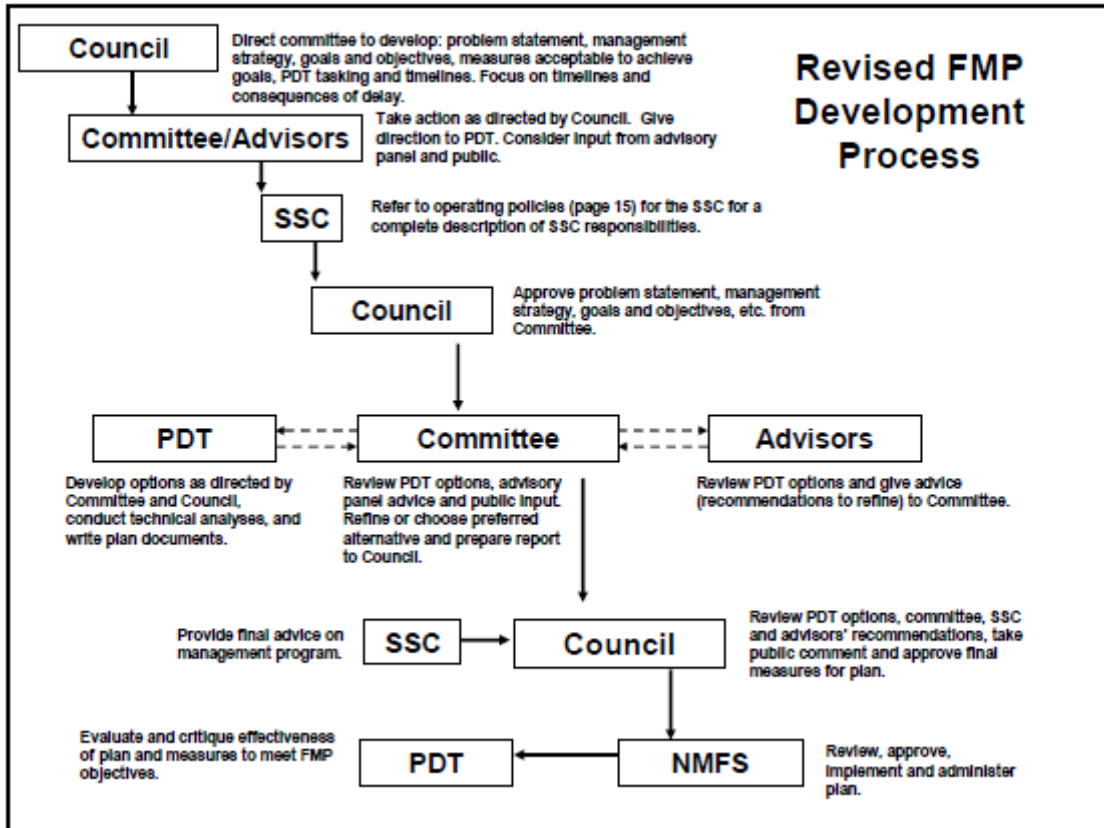 Revised FMP
Development
Process
Council
Direct committee to develop: problem statement, management
strategy, goals and objectives, measures acceptable to achieve
goals, PDT tasking and timelines. Focus on timelines and
consequences of delay.
Committee/Advisors
Take action as directed by Council.  Give
direction to PDT. Consider input from advisory
panel and public.
SSC
Refer to operating policies (page 15) for the SSC for a
complete description of SSC responsibilities.
Council
Approve problem statement, management
strategy, goals and objectives, etc. from
Committee.
PDT
Develop options as directed by
Committee and Council,
conduct technical analyses, and
write plan documents.
Committee
Review PDT options, advisory
panel advice and public input.
Refine or choose preferred
alternative and prepare report
to Council.
Advisors
Review PDT options and give advice
(recommendations to refine) to Committee.
Provide final advice on
management program.
SSC
Council
Review PDT options, committee, SSC
and advisors' recommendations, take
public comment and approve final
measures for plan.
Evaluate and critique effectiveness
of plan and measures to meet FMP
objectives.
PDT
NMFS
Review, approve,
implement and administer
plan.